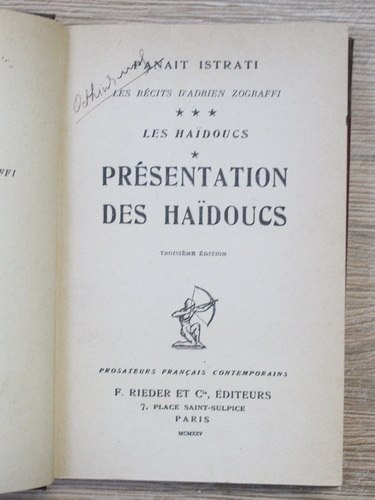 PANAIT ISTRATI
LES RÉCITS D'ADRIEN ZOGRAFFI
★ ★ ★
LES HAÏDOUCS
★
PRÉSENTATION
DES HAÏDOUCS
TROISIÈME ÉDITION
PROSATEURS FRANÇAIS CONTEMPORAINS
F. RIEDER ET Cie, ÉDITEURS
7, PLACE SAINT-SULPICE
PARIS
MCMXXV